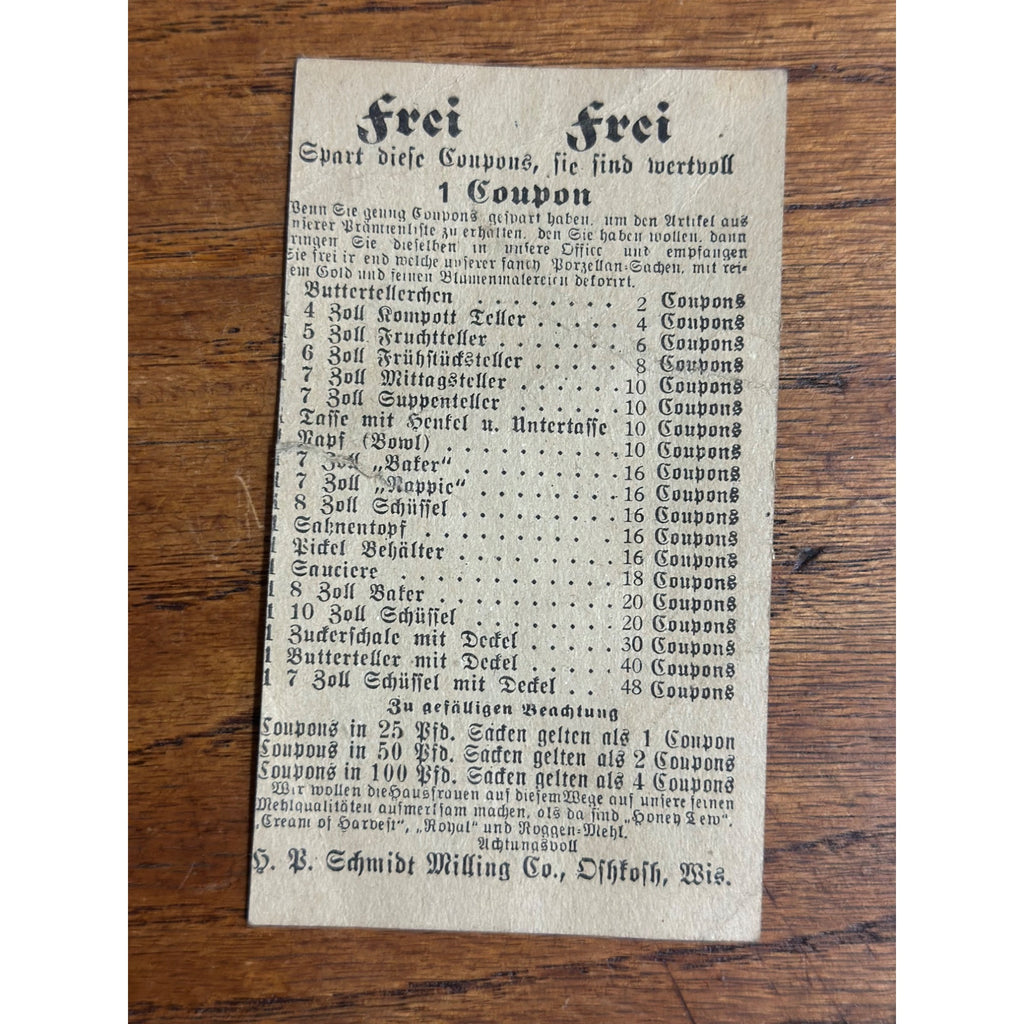 Frei Frei
Spart diese Coupons, sie sind wertvoll
1 Coupon
Wenn Sie genug Coupons gespart haben, um den Artikel aus
unserer Prämienliste zu erhalten, den Sie haben wollen, dann
bringen Sie dieselben in unsere Office und empfangen
Sie frei ir end welche unserer fancy Porzellan-Sachen, mit rei-
em Gold und feinen Blumenmalereien dekorirt.
1 Buttertellerchen . . . . . . . . 2 Coupons
1 4 Zoll Kompott Teller . . . . . 4 Coupons
1 5 Zoll Fruchtteller . . . . . . 6 Coupons
1 6 Zoll Frühstücksteller . . . . . 8 Coupons
1 7 Zoll Mittagsteller . . . . . 10 Coupons
1 7 Zoll Suppenteller . . . . . . 10 Coupons
1 Tasse mit Henkel u. Untertasse 10 Coupons
1 Napf (Bowl) . . . . . . . . . 10 Coupons
1 7 Zoll „Baker“ . . . . . . . . 16 Coupons
1 7 Zoll „Nappie“ . . . . . . . 16 Coupons
1 8 Zoll Schüssel . . . . . . . . 16 Coupons
1 Sahnentopf . . . . . . . . . . 16 Coupons
1 Pickel Behälter . . . . . . . . 16 Coupons
1 Sauciere . . . . . . . . . . . 18 Coupons
1 8 Zoll Baker . . . . . . . . . 20 Coupons
1 10 Zoll Schüssel . . . . . . . . 20 Coupons
1 Zuckerschale mit Deckel . . . . . 30 Coupons
1 Butterteller mit Deckel . . . . . 40 Coupons
1 7 Zoll Schüssel mit Deckel . . . 48 Coupons
Zu gefälligen Beachtung
Coupons in 25 Pfd. Säcken gelten als 1 Coupon
Coupons in 50 Pfd. Säcken gelten als 2 Coupons
Coupons in 100 Pfd. Säcken gelten als 4 Coupons
Wir wollen die Hausfrauen auf diesem Wege auf unsere feinen
Mehlqualitäten aufmerksam machen, als da sind „Honey Dew“,
„Cream of Harvest“, „Royal“ und Roggen-Mehl.
Achtungsvoll
H. P. Schmidt Milling Co., Oshkosh, Wis.